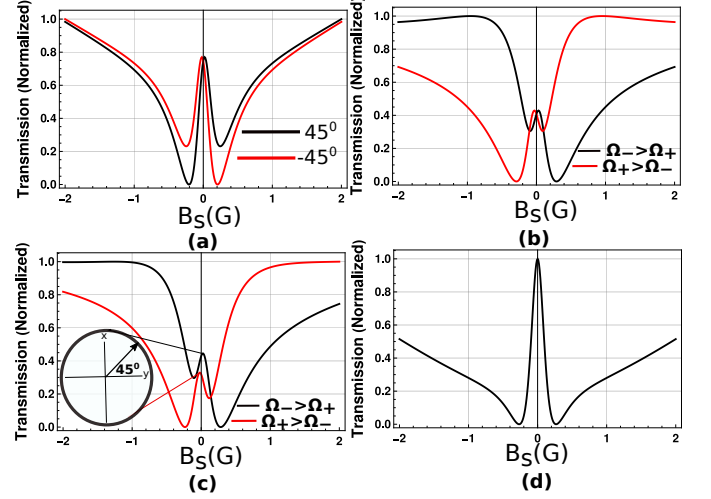 Transmission (Normalized)
1.0
0.8
0.6
0.4
0.2
0.0
−2 −1 0 1 2
45⁰
-45⁰
B_S(G)
(a)
Transmission (Normalized)
1.0
0.8
0.6
0.4
0.2
0.0
−2 −1 0 1 2
Ω₋>Ω₊
Ω₊>Ω₋
B_S(G)
(b)
Transmission (Normalized)
1.0
0.8
0.6
0.4
0.2
0.0
−2 −1 0 1 2
x
y
45⁰
Ω₋>Ω₊
Ω₊>Ω₋
B_S(G)
(c)
Transmission (Normalized)
1.0
0.8
0.6
0.4
0.2
0.0
−2 −1 0 1 2
B_S(G)
(d)